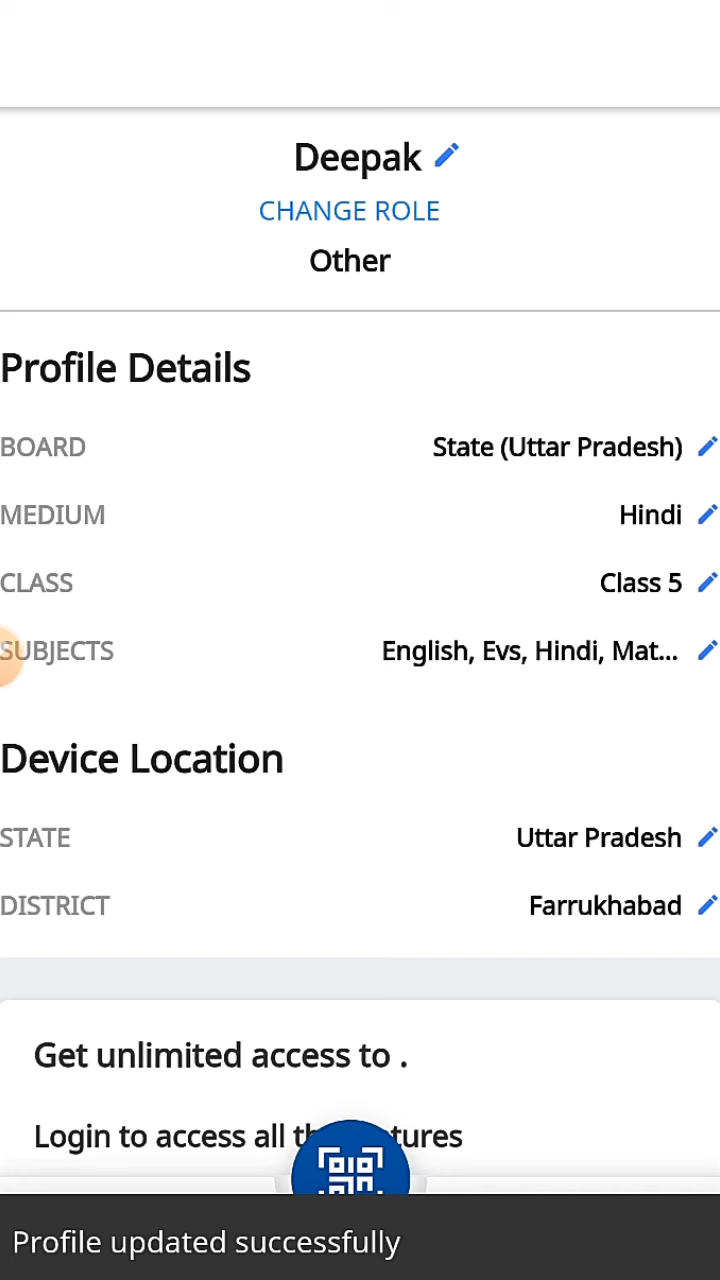 Deepak
CHANGE ROLE
Other
Profile Details
BOARD State (Uttar Pradesh)
MEDIUM Hindi
CLASS Class 5
SUBJECTS English, Evs, Hindi, Mat...
Device Location
STATE Uttar Pradesh
DISTRICT Farrukhabad
Get unlimited access to .
Login to access all
Profile updated successfully